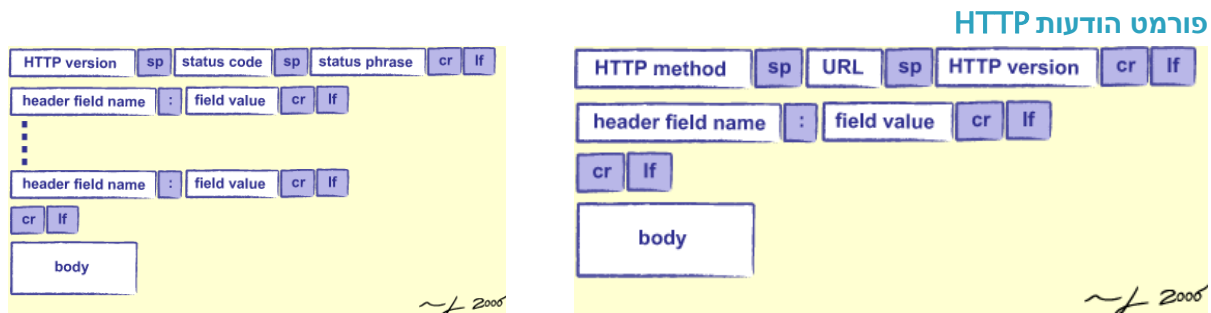 פורמט הודעות HTTP
HTTP version sp status code sp status phrase cr lf
header field name : field value cr lf
header field name : field value cr lf
cr lf
body
2006
HTTP method sp URL sp HTTP version cr lf
header field name : field value cr lf
cr lf
body
2006